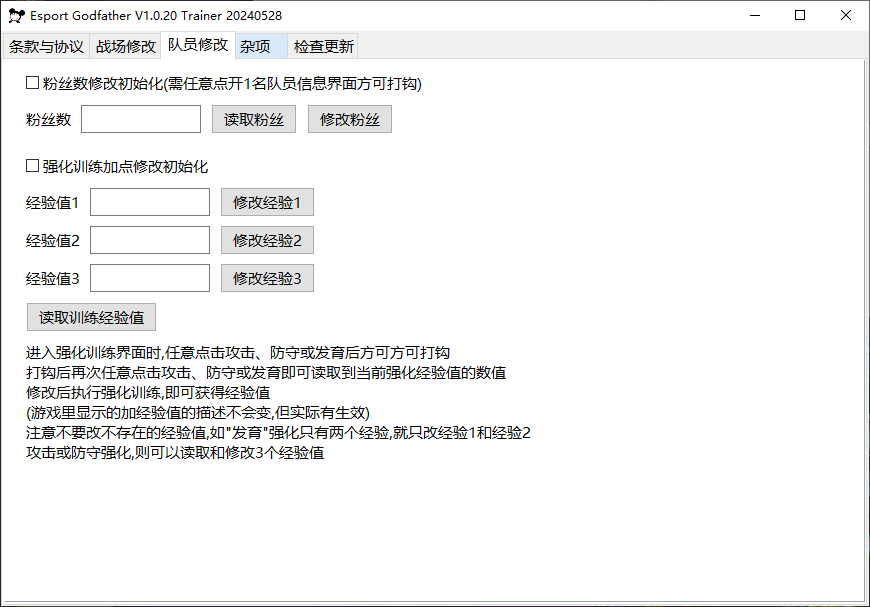 Esport Godfather V1.0.20 Trainer 20240528
条款与协议 战场修改 队员修改 杂项 检查更新
粉丝数修改初始化(需任意点开1名队员信息界面方可打钩)
粉丝数 读取粉丝 修改粉丝
强化训练加点修改初始化
经验值1 修改经验1
经验值2 修改经验2
经验值3 修改经验3
读取训练经验值
进入强化训练界面时,任意点击攻击、防守或发育后方可方可打钩
打钩后再次任意点击攻击、防守或发育即可读取到当前强化经验值的数值
修改后执行强化训练,即可获得经验值
(游戏里显示的加经验值的描述不会变,但实际有生效)
注意不要改不存在的经验值,如"发育"强化只有两个经验,就只改经验1和经验2
攻击或防守强化,则可以读取和修改3个经验值